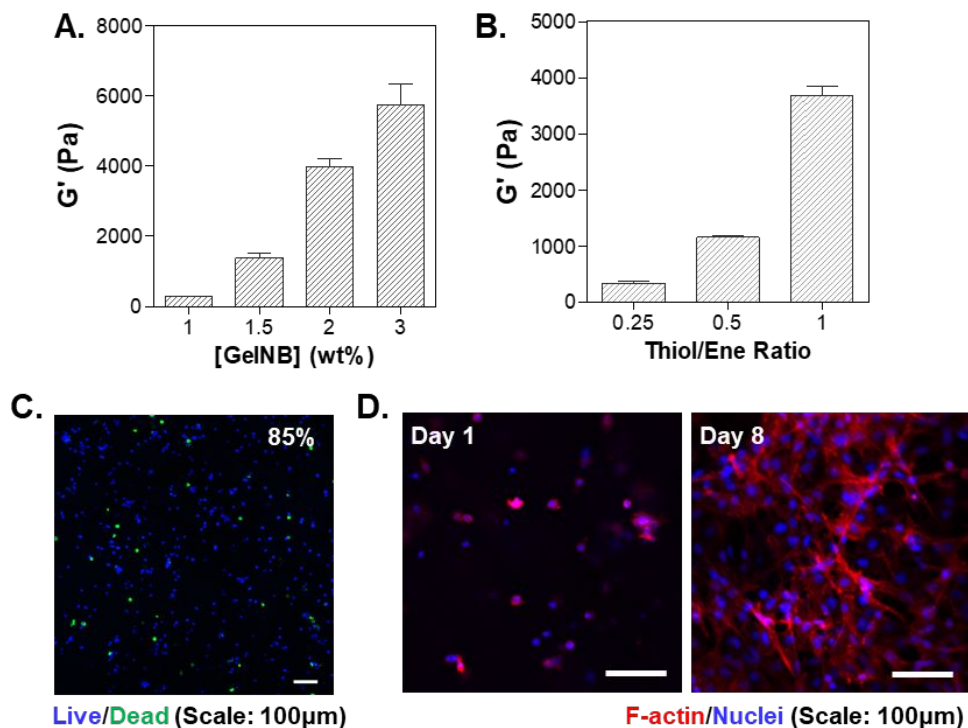 A.
8000
6000
4000
2000
0
G' (Pa)
1
1.5
2
3
[GelNB] (wt%)
B.
5000
4000
3000
2000
1000
0
G' (Pa)
0.25
0.5
1
Thiol/Ene Ratio
C.
85%
Live/Dead (Scale: 100μm)
D.
Day 1
Day 8
F-actin/Nuclei (Scale: 100μm)